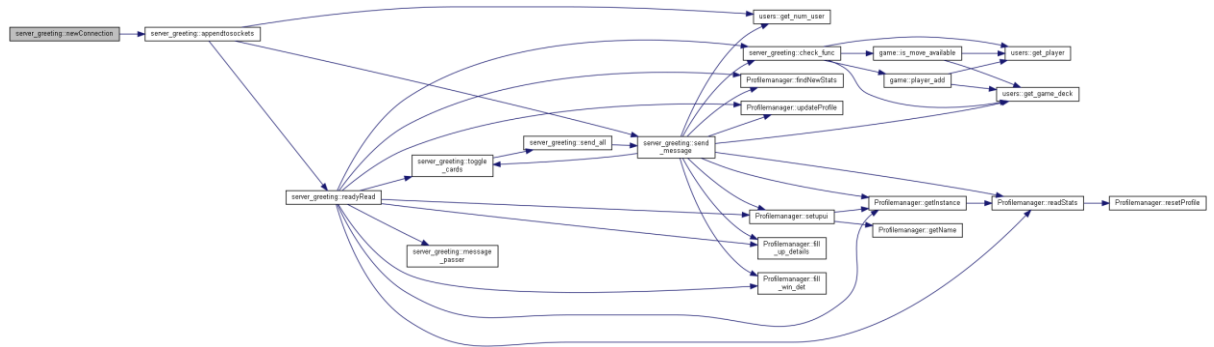 server_greeting::newConnection
server_greeting::appendtosockets
users::get_num_user
server_greeting::check_func
game::is_move_available
users::get_player
game::player_add
users::get_game_deck
Profilemanager::findNewStats
Profilemanager::updateProfile
server_greeting::send_all
server_greeting::send
_message
server_greeting::toggle
_cards
server_greeting::readyRead
Profilemanager::getInstance
Profilemanager::readStats
Profilemanager::resetProfile
Profilemanager::setupui
Profilemanager::getName
server_greeting::message
_passer
Profilemanager::fill
_up_details
Profilemanager::fill
_win_det